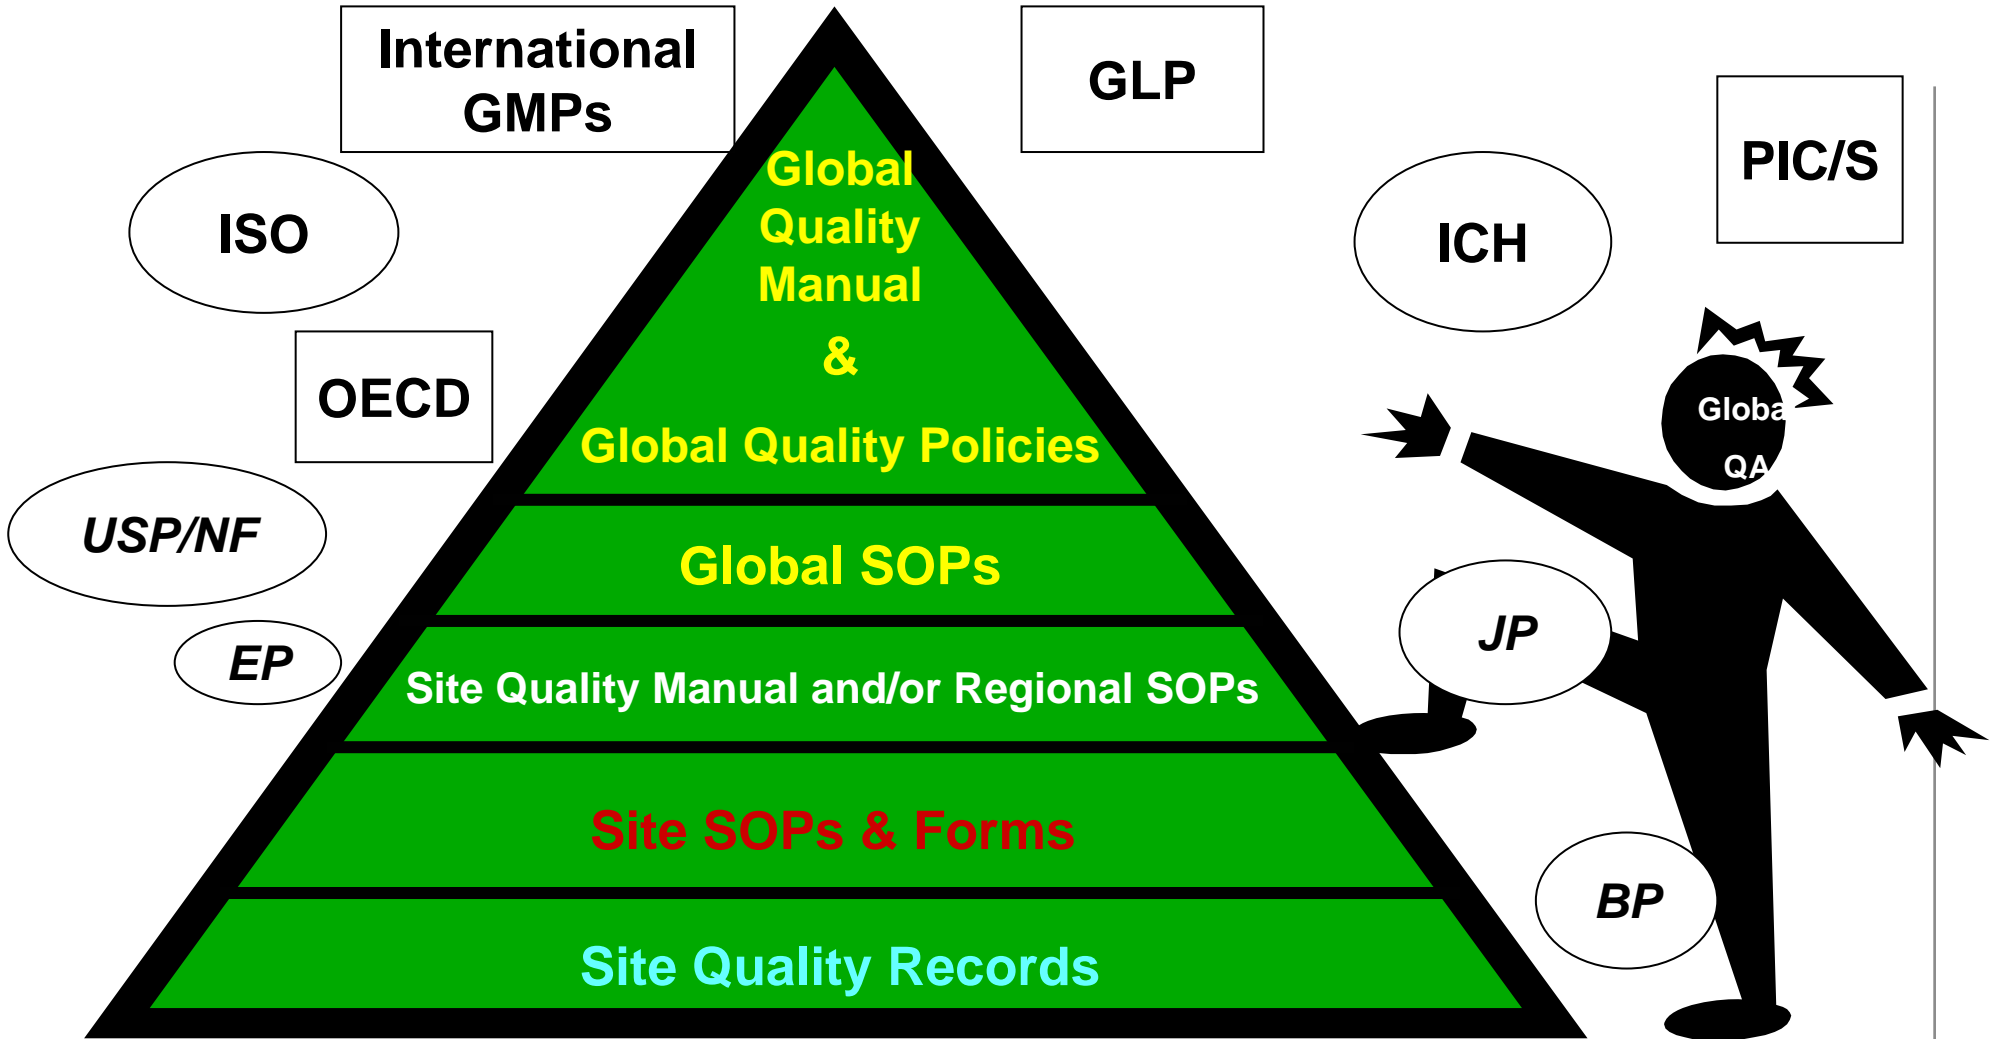 International
GMPs
GLP
PIC/S
ISO
ICH
OECD
USP/NF
EP
Global
Quality
Manual
&
Global Quality Policies
Global SOPs
Site Quality Manual and/or Regional SOPs
Site SOPs & Forms
Site Quality Records
Global
QA
JP
BP